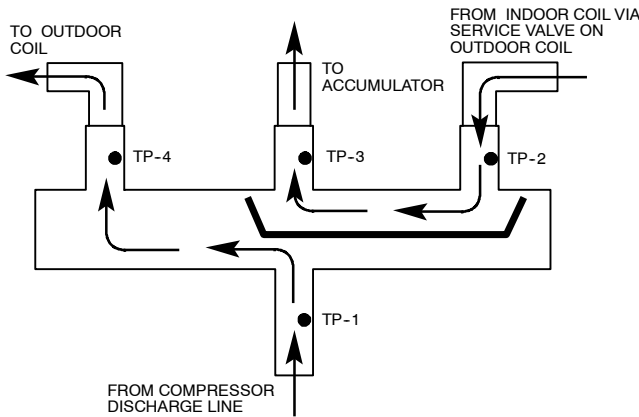 TO OUTDOOR
COIL
TO
ACCUMULATOR
FROM INDOOR COIL VIA
SERVICE VALVE ON
OUTDOOR COIL
TP-4
TP-3
TP-2
TP-1
FROM COMPRESSOR
DISCHARGE LINE